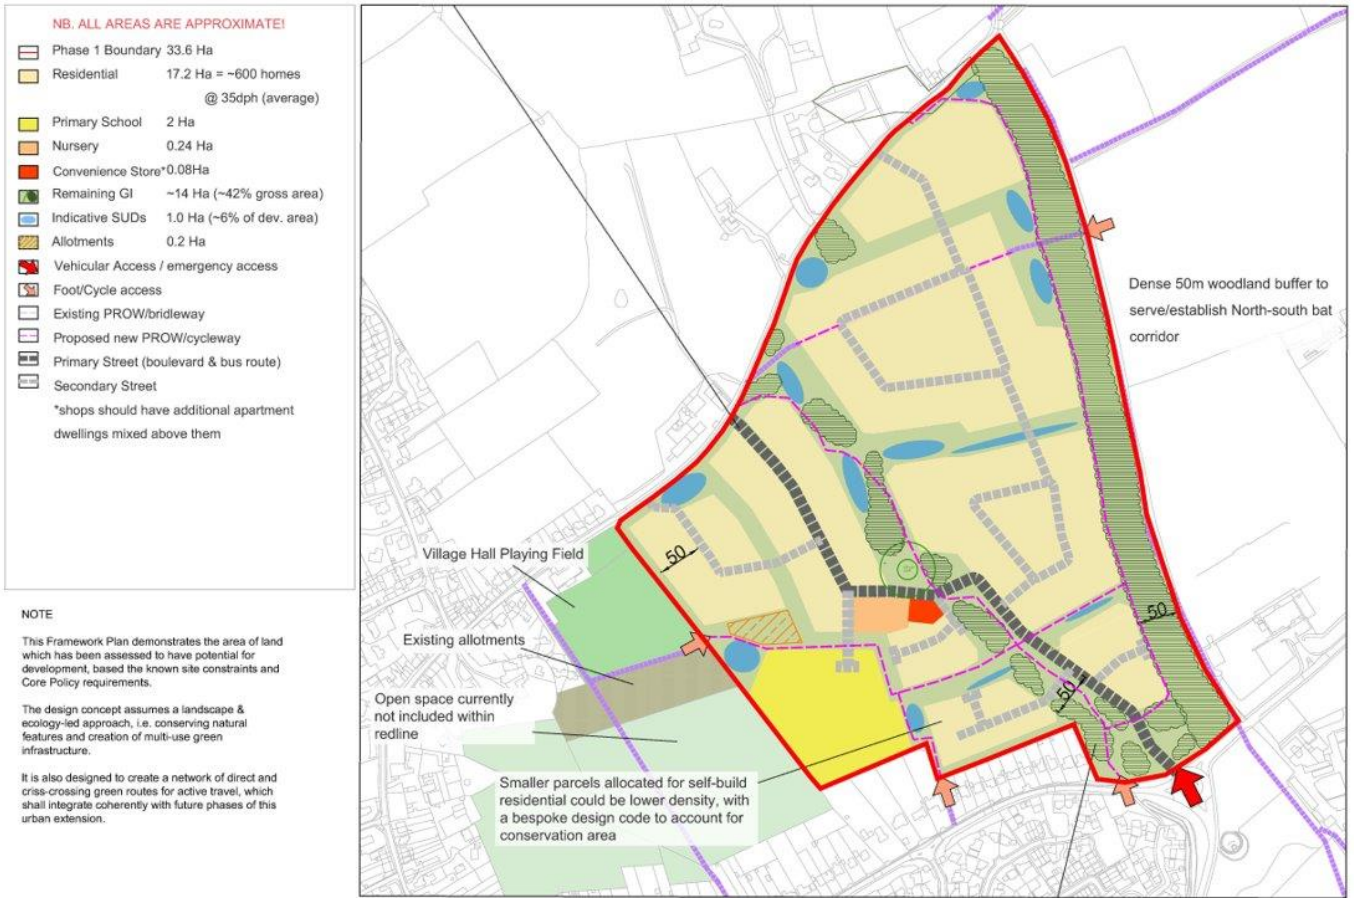 NB. ALL AREAS ARE APPROXIMATE!
Phase 1 Boundary 33.6 Ha
Residential 17.2 Ha = ~600 homes
@ 35dph (average)
Primary School 2 Ha
Nursery 0.24 Ha
Convenience Store* 0.08Ha
Remaining GI ~14 Ha (~42% gross area)
Indicative SUDs 1.0 Ha (~6% of dev. area)
Allotments 0.2 Ha
Vehicular Access / emergency access
Foot/Cycle access
Existing PROW/bridleway
Proposed new PROW/cycleway
Primary Street (boulevard & bus route)
Secondary Street
*shops should have additional apartment
dwellings mixed above them
NOTE
This Framework Plan demonstrates the area of land
which has been assessed to have potential for
development, based the known site constraints and
Core Policy requirements.
The design concept assumes a landscape &
ecology-led approach, i.e. conserving natural
features and creation of multi-use green
infrastructure.
It is also designed to create a network of direct and
criss-crossing green routes for active travel, which
shall integrate coherently with future phases of this
urban extension.
Dense 50m woodland buffer to
serve/establish North-south bat
corridor
Village Hall Playing Field
50
Existing allotments
50
Open space currently
not included within
redline
50
Smaller parcels allocated for self-build
residential could be lower density, with
a bespoke design code to account for
conservation area